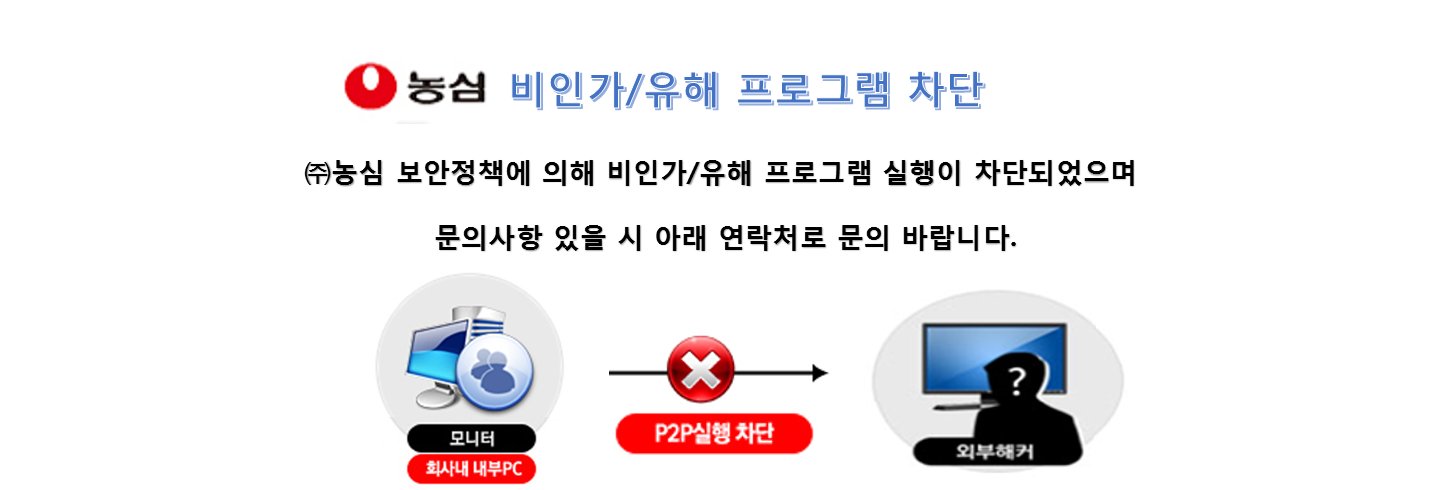 농심 비인가/유해 프로그램 차단
㈜농심 보안정책에 의해 비인가/유해 프로그램 실행이 차단되었으며
문의사항 있을 시 아래 연락처로 문의 바랍니다.
?
P2P실행 차단
모니터
외부해커
회사내 내부PC